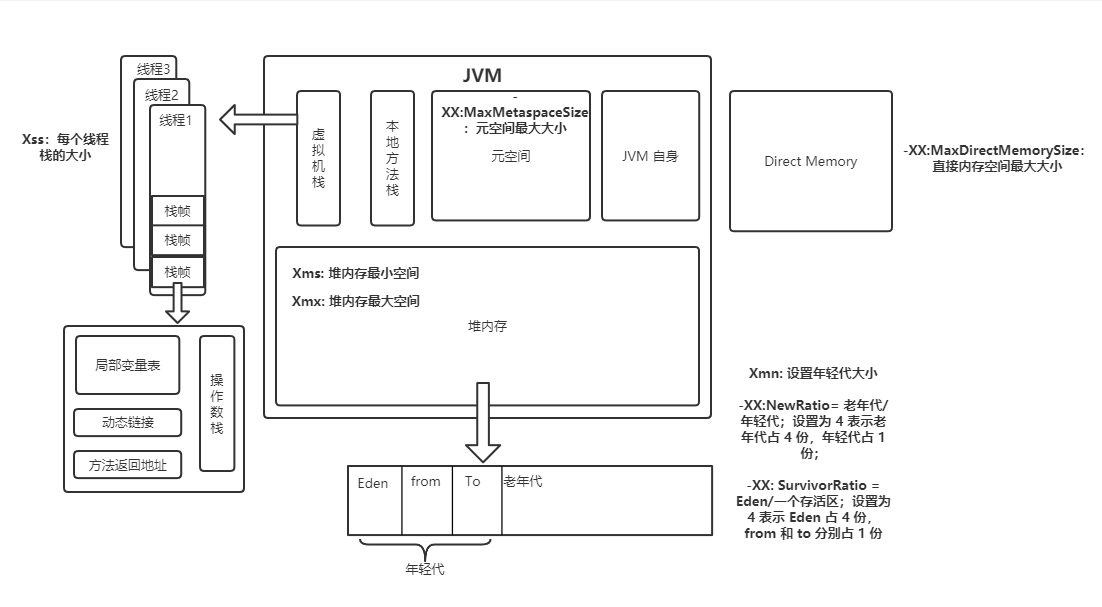 线程3
线程2
线程1
Xss：每个线程
栈的大小
栈帧
栈帧
栈帧
局部变量表
动态链接
方法返回地址
操
作
数
栈
JVM
虚
拟
机
栈
本
地
方
法
栈
-
XX:MaxMetaspaceSize
：元空间最大大小
元空间
JVM 自身
Direct Memory
-XX:MaxDirectMemorySize：
直接内存空间最大大小
Xms: 堆内存最小空间
Xmx: 堆内存最大空间
堆内存
Eden
from
To
老年代
年轻代
Xmn: 设置年轻代大小
-XX:NewRatio= 老年代/
年轻代；设置为 4 表示老
年代占 4 份，年轻代占 1
份；
-XX: SurvivorRatio =
Eden/一个存活区；设置为
4 表示 Eden 占 4 份，
from 和 to 分别占 1 份